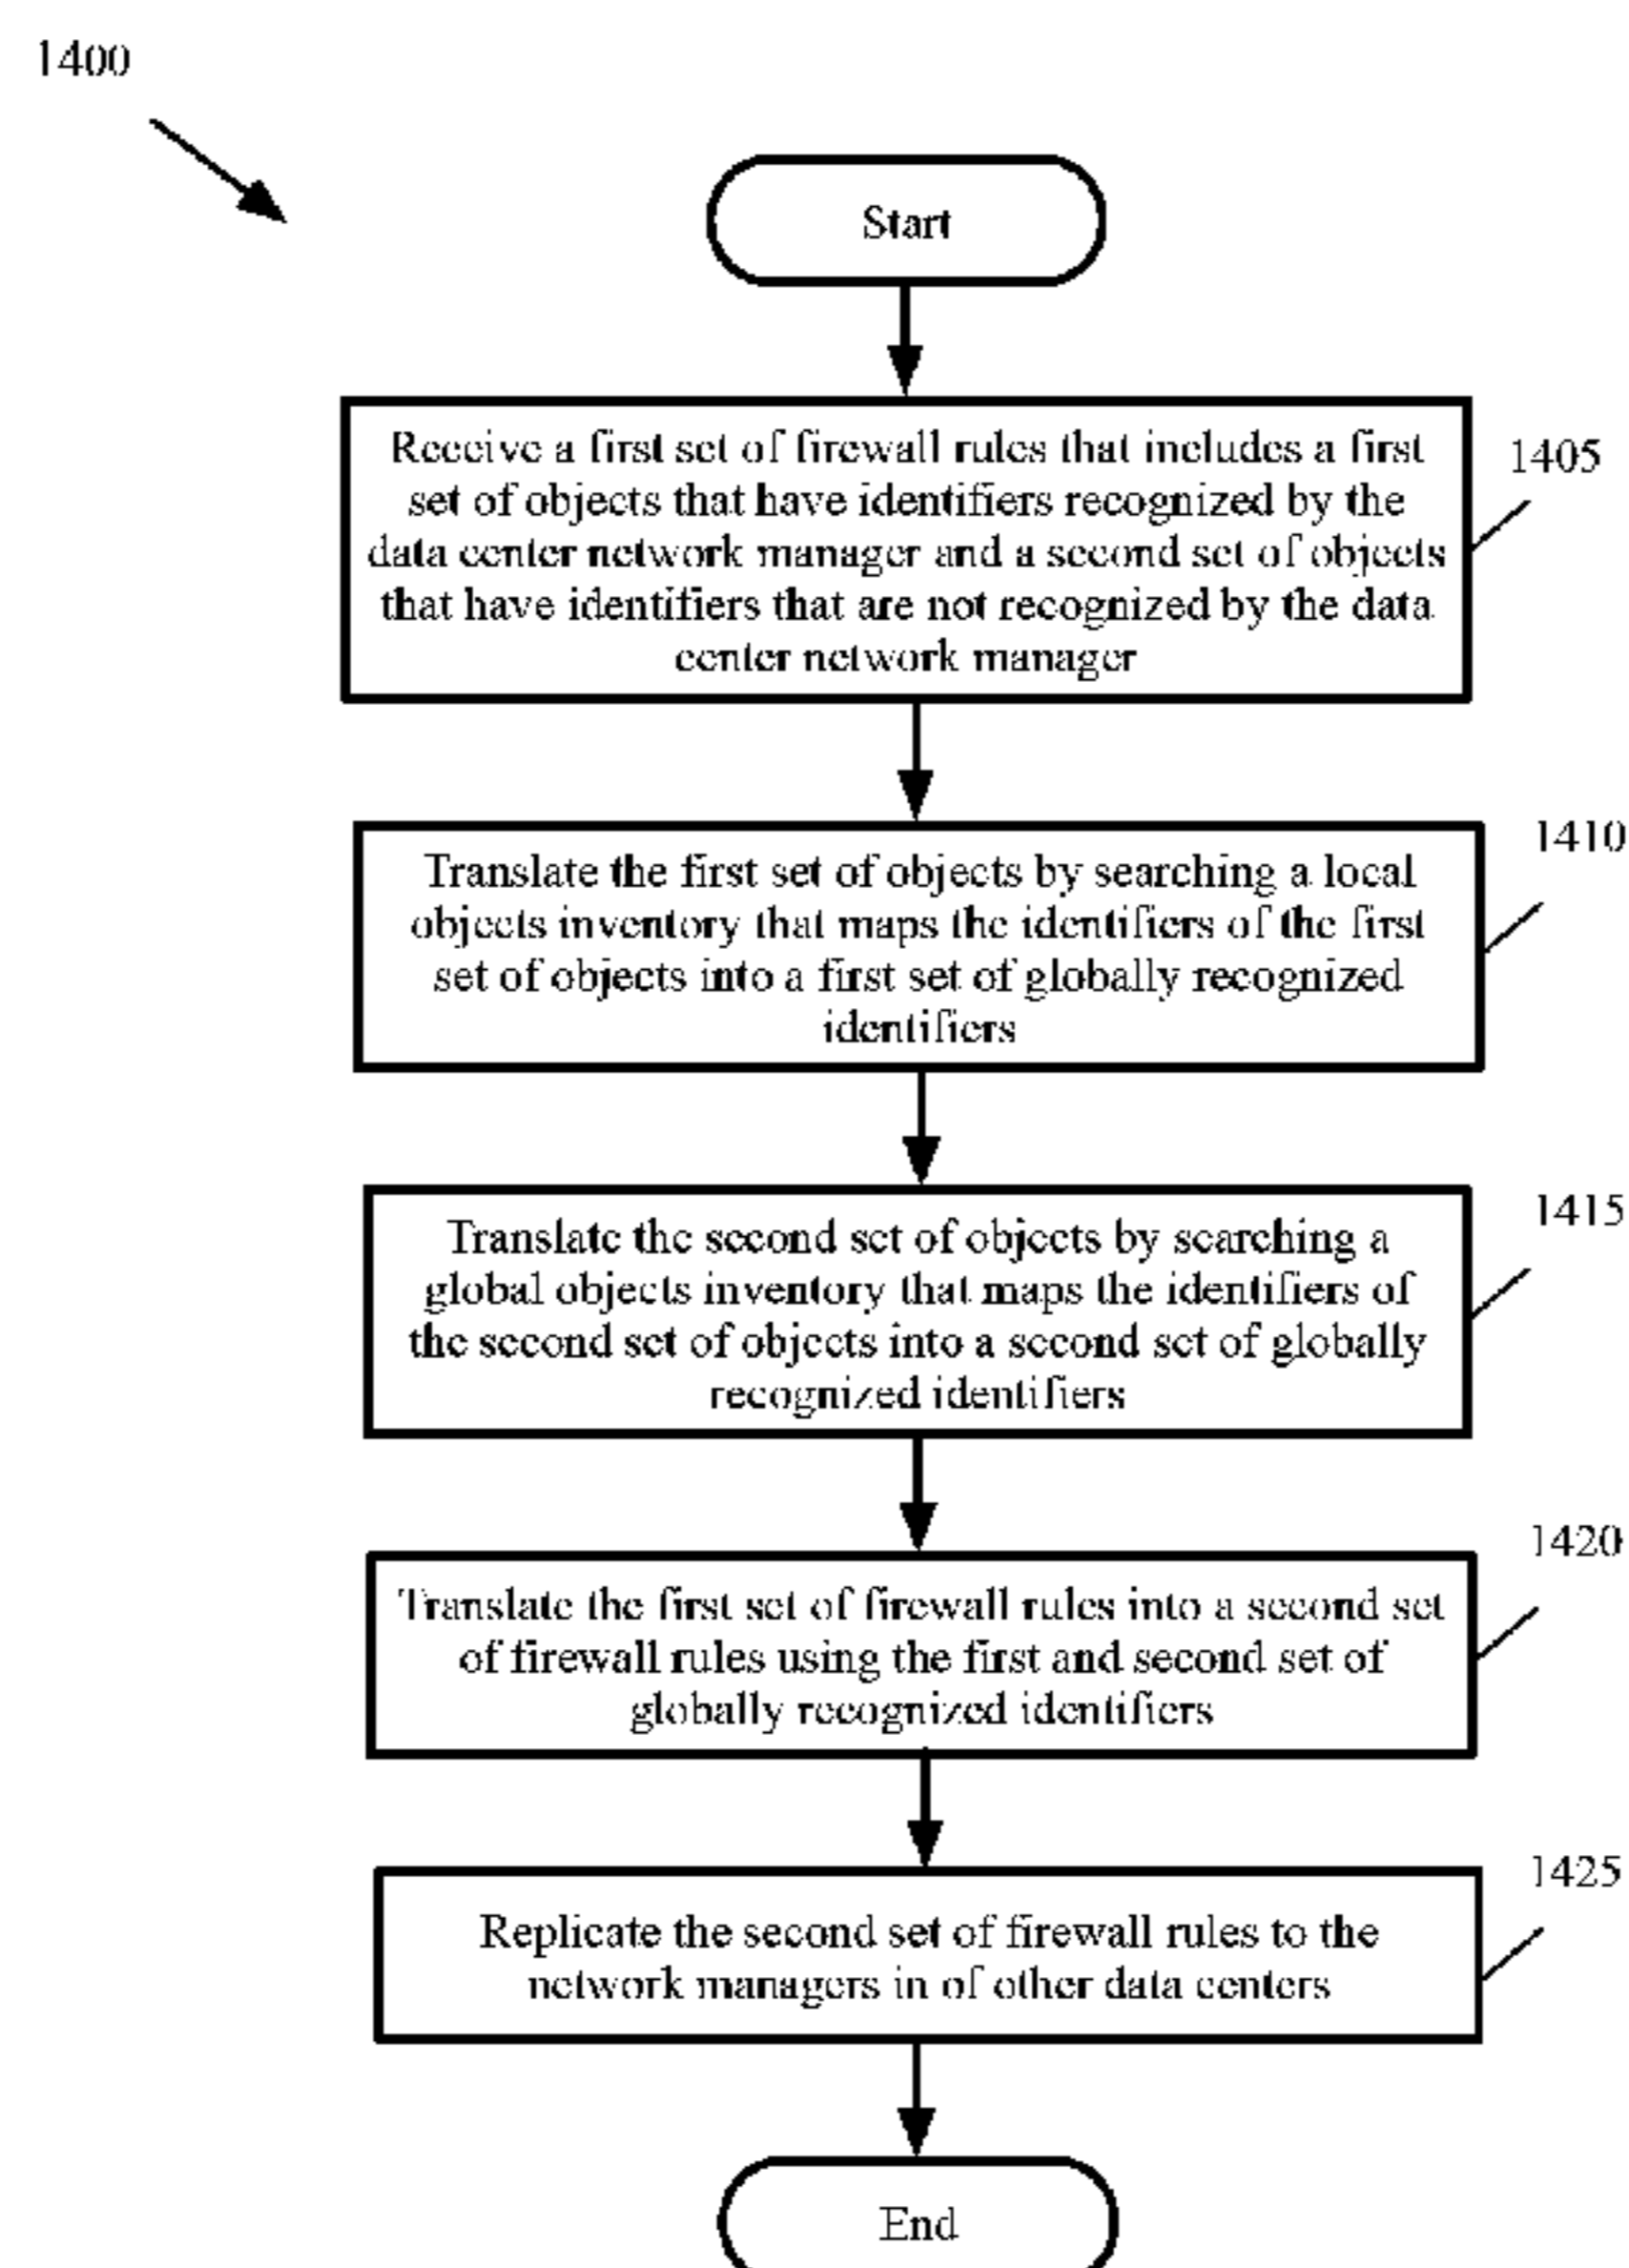 1400
Start
Receive a first set of firewall rules that includes a first
set of objects that have identifiers recognized by the
data center network manager and a second set of objects
that have identifiers that are not recognized by the data
center network manager
1405
Translate the first set of objects by searching a local
objects inventory that maps the identifiers of the first
set of objects into a first set of globally recognized
identifiers
1410
Translate the second set of objects by searching a
global objects inventory that maps the identifiers of
the second set of objects into a second set of globally
recognized identifiers
1415
Translate the first set of firewall rules into a second set
of firewall rules using the first and second set of
globally recognized identifiers
1420
Replicate the second set of firewall rules to the
network managers in of other data centers
1425
End